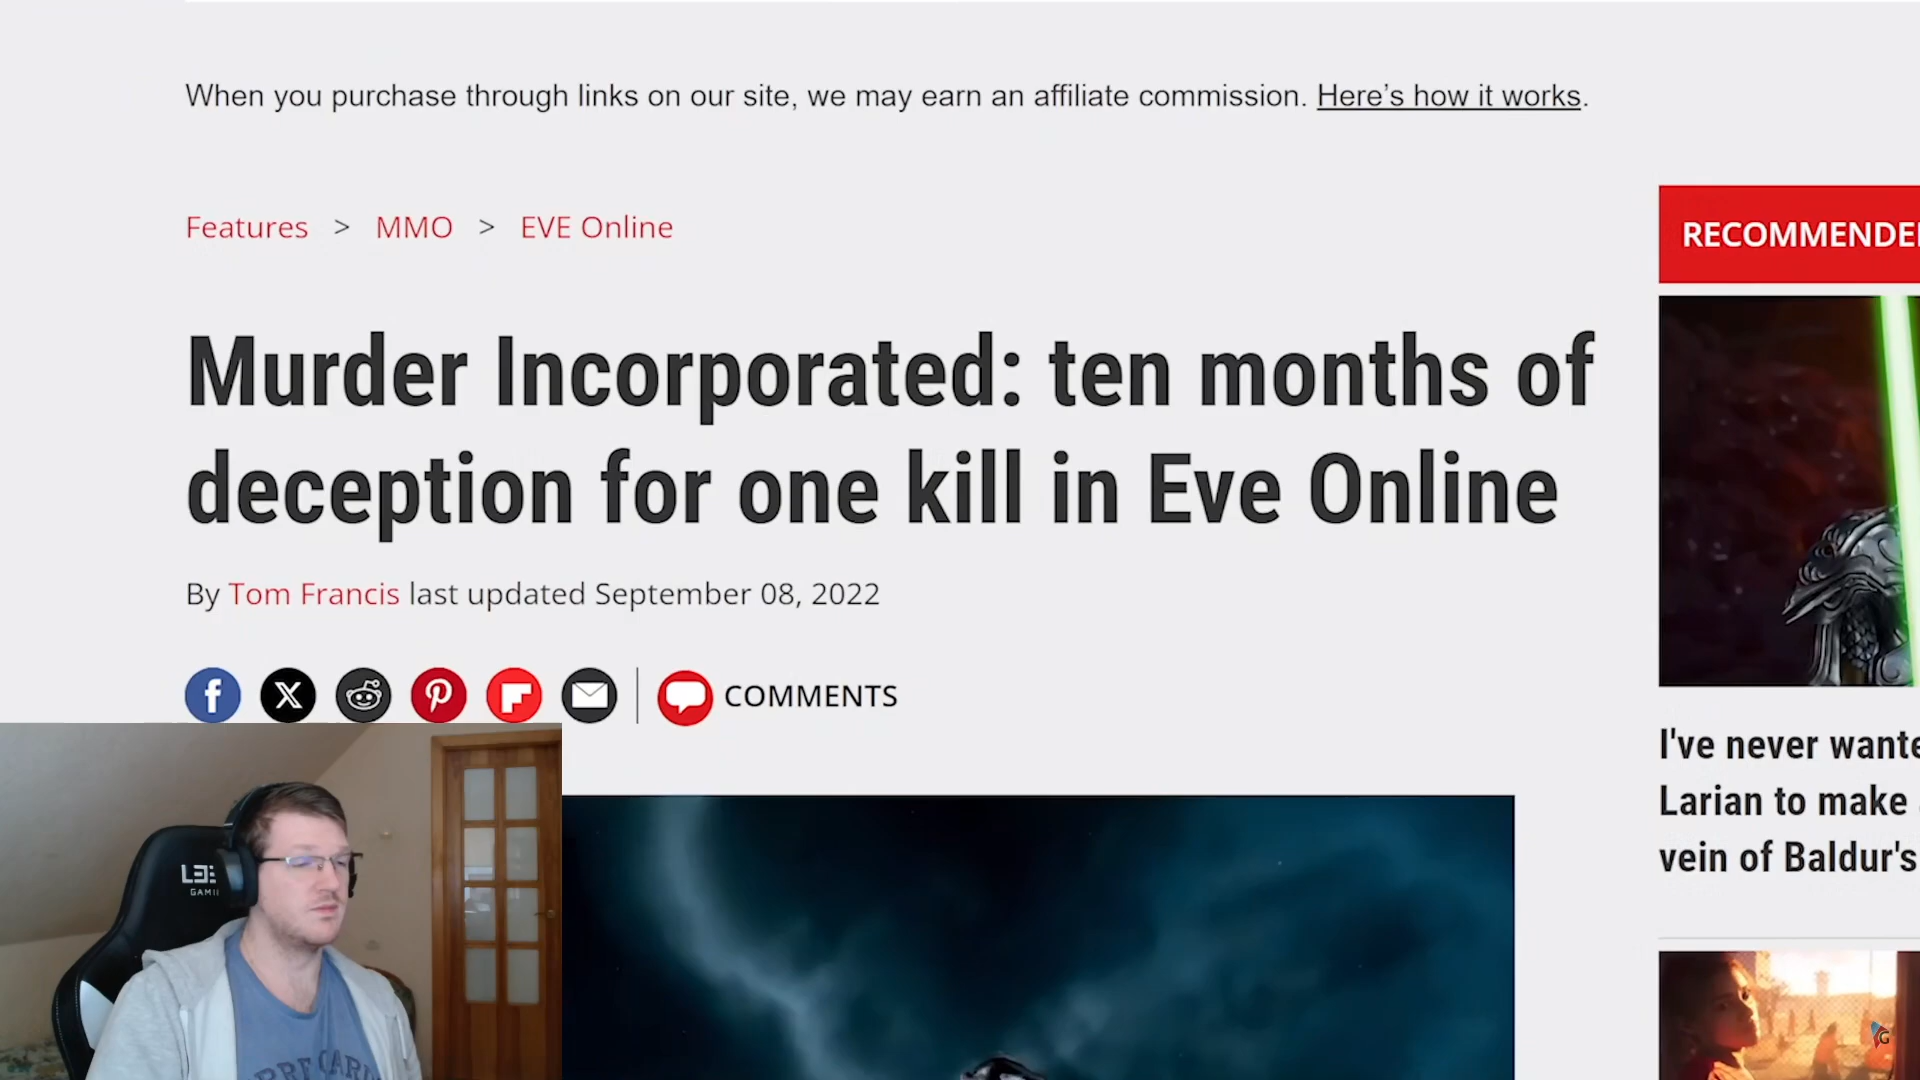 When you purchase through links on our site, we may earn an affiliate commission. Here's how it works.
Features > MMO > EVE Online
Murder Incorporated: ten months of
deception for one kill in Eve Online
By Tom Francis last updated September 08, 2022
COMMENTS
RECOMMENDE
I've never wante
Larian to make
vein of Baldur's
GAMI